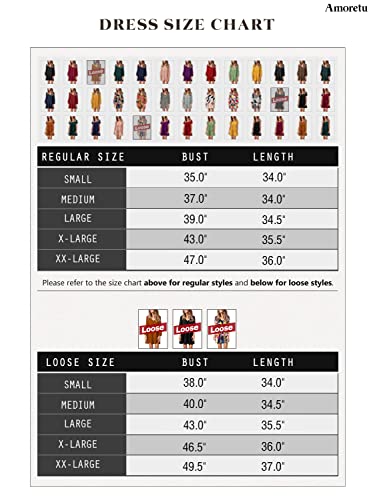 Amoretu
DRESS SIZE CHART
Loose
Loose
Loose
REGULAR SIZE BUST LENGTH
SMALL 35.0" 34.0"
MEDIUM 37.0" 34.0"
LARGE 39.0" 34.5"
X-LARGE 43.0" 35.5"
XX-LARGE 47.0" 36.0"
Please refer to the size chart above for regular styles and below for loose styles.
Loose Loose Loose
LOOSE SIZE BUST LENGTH
SMALL 38.0" 34.0"
MEDIUM 40.0" 34.5"
LARGE 43.0" 35.5"
X-LARGE 46.5" 36.0"
XX-LARGE 49.5" 37.0"